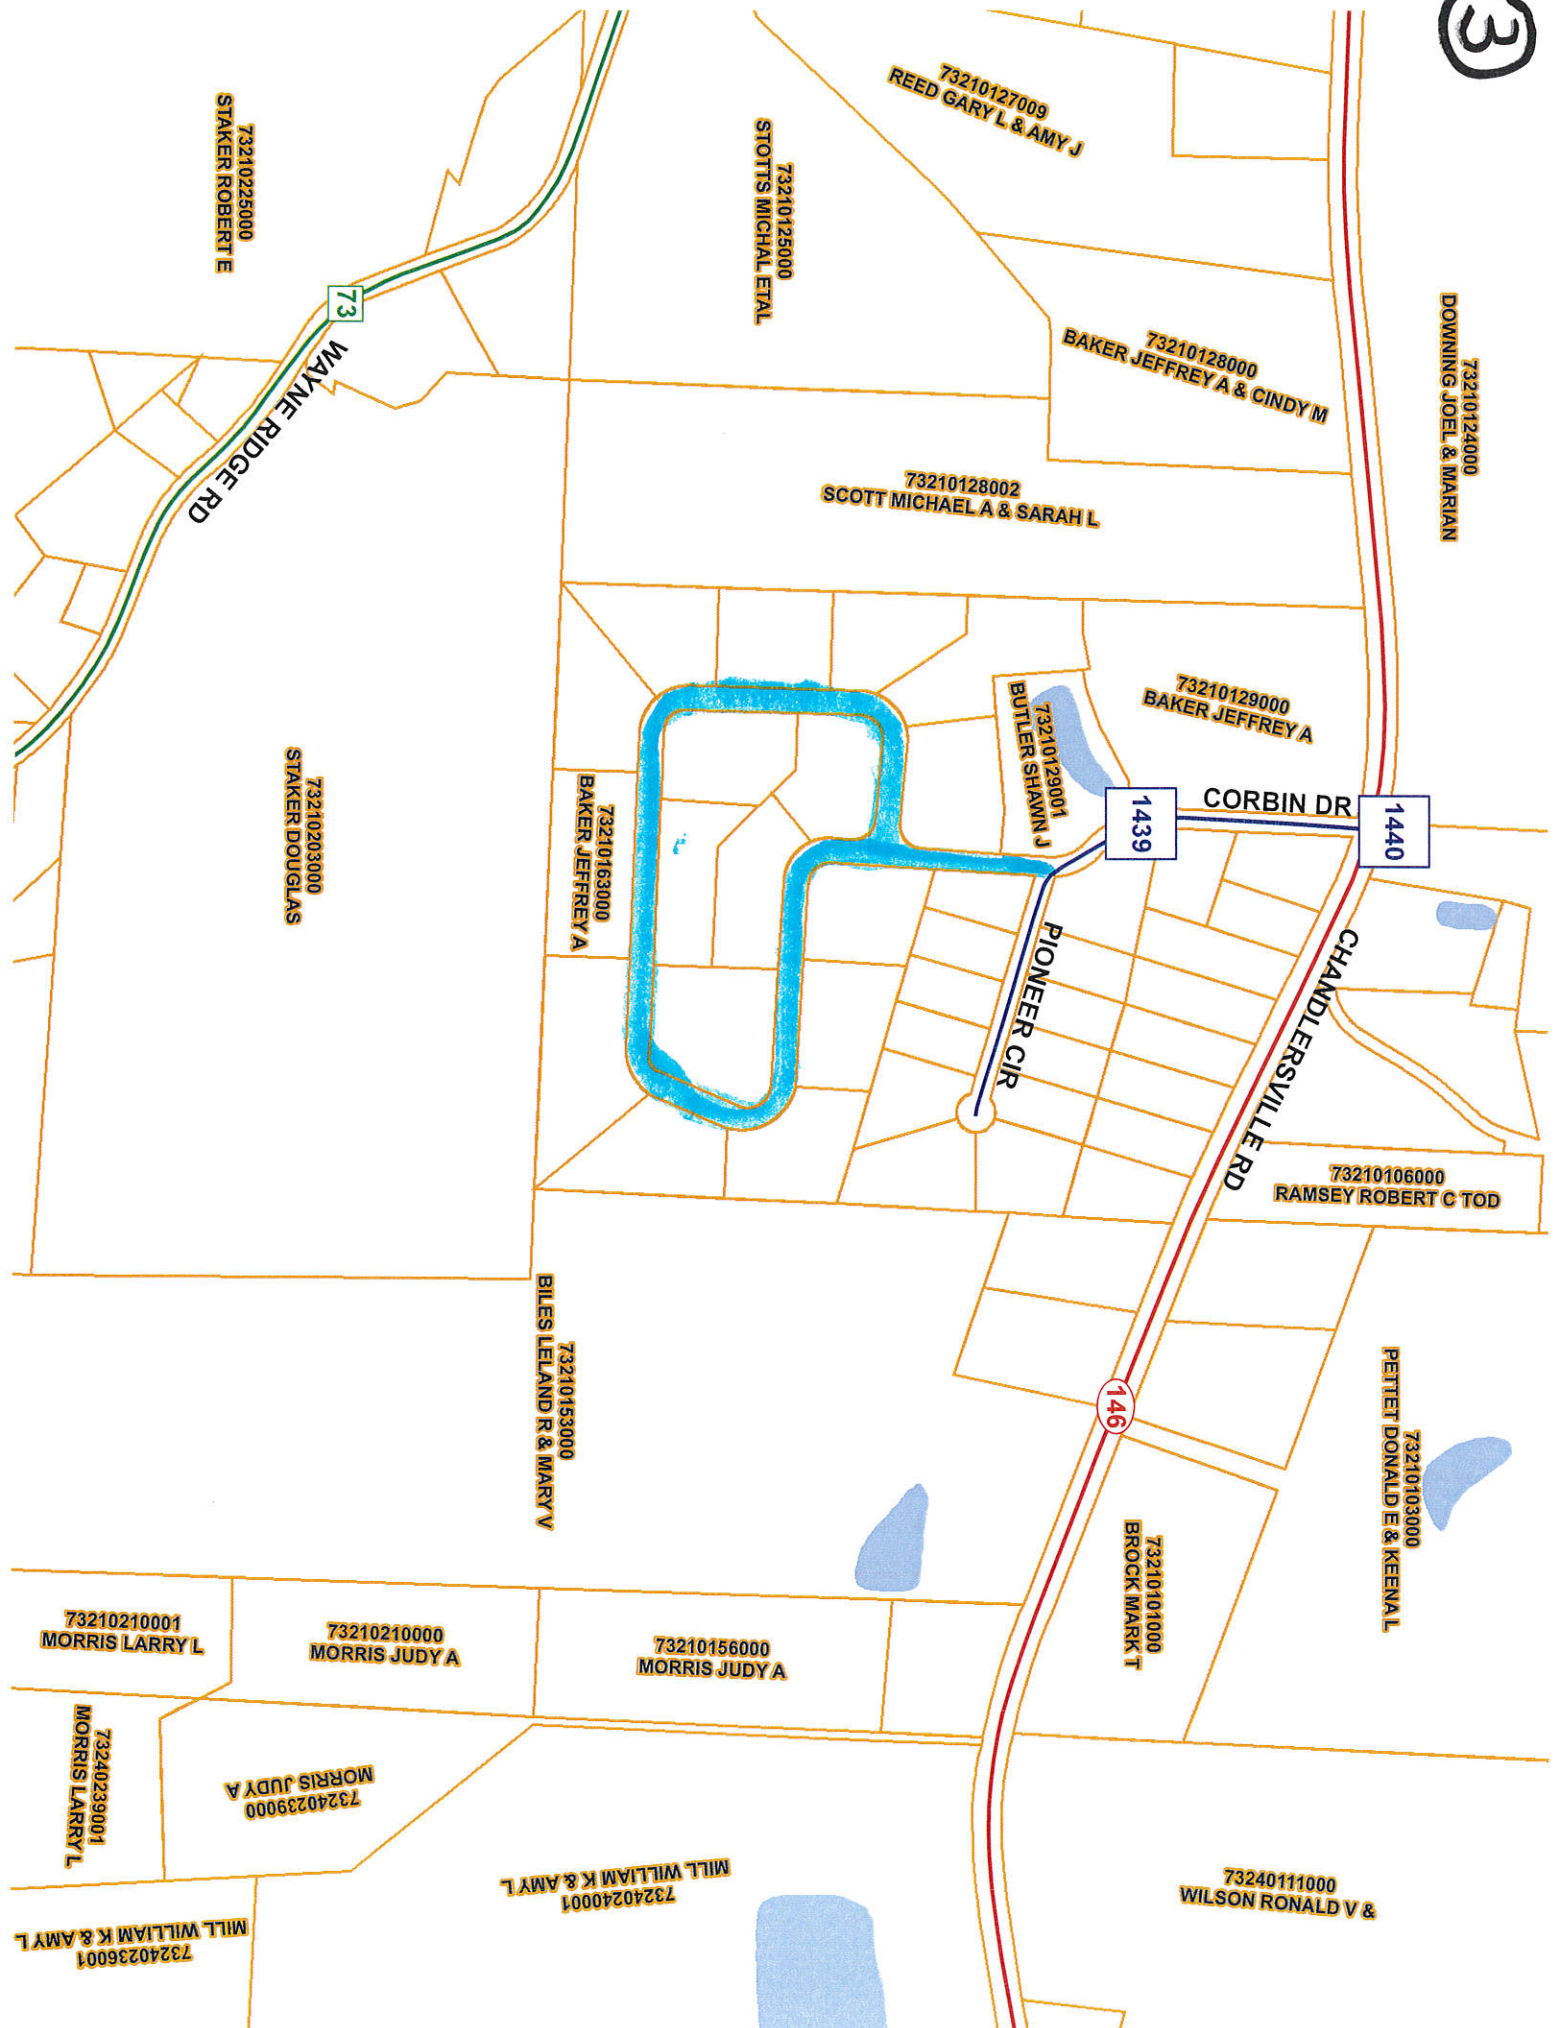 3
73210127009
REED GARY L & AMY J
73210225000
STAKER ROBERT E
73210125000
STOTTS MICHAL ETAL
73
WAYNE RIDGE RD
73210124000
DOWNING JOEL & MARIAN
73210128000
BAKER JEFFREY A & CINDY M
73210128002
SCOTT MICHAEL A & SARAH L
73210129000
BAKER JEFFREY A
73210129001
BUTLER SHAWN J
CORBIN DR
1439
1440
73210203000
STAKER DOUGLAS
73210163000
BAKER JEFFREY A
PIONEER CIR
CHANDLERSVILLE RD
73210106000
RAMSEY ROBERT C TOD
73210153000
BILES LELAND R & MARY V
146
73210103000
PETTET DONALD E & KEENA L
73210101000
BROCK MARK T
73210210001
MORRIS LARRY L
73210210000
MORRIS JUDY A
73210156000
MORRIS JUDY A
73240239001
MORRIS LARRY L
73240239000
MORRIS JUDY A
73240240001
MILL WILLIAM K & AMY L
73240111000
WILSON RONALD V &
73240236001
MILL WILLIAM K & AMY L